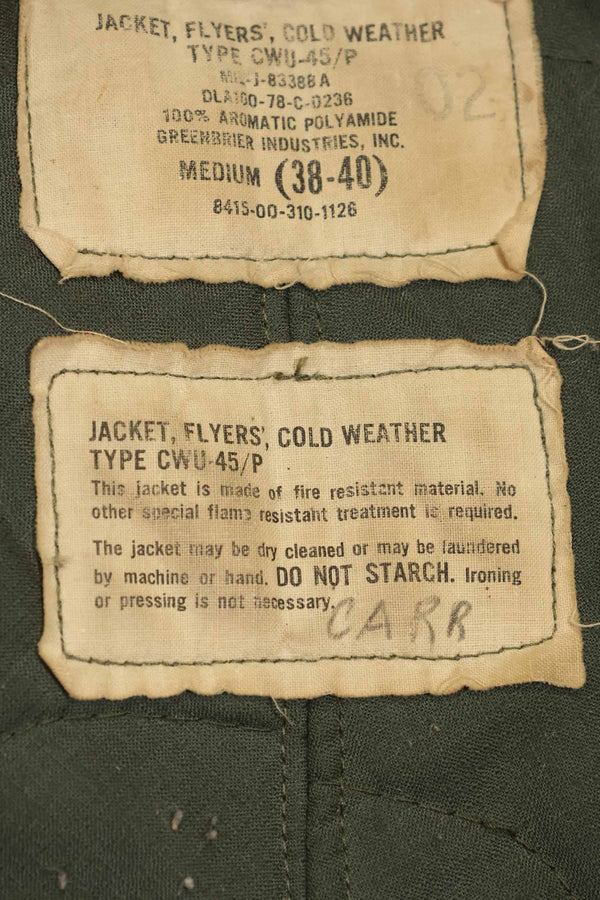 JACKET, FLYERS', COLD WEATHER
TYPE CWU-45/P
MIL-J-83388A
DLA100-78-C-0236
100% AROMATIC POLYAMIDE
GREENBRIER INDUSTRIES, INC.
MEDIUM (38-40)
8415-00-310-1126
JACKET, FLYERS', COLD WEATHER
TYPE CWU-45/P
This jacket is made of fire resistant material. No
other special flame resistant treatment is required.
The jacket may be dry cleaned or may be laundered
by machine or hand. DO NOT STARCH. Ironing
or pressing is not necessary.
CARR